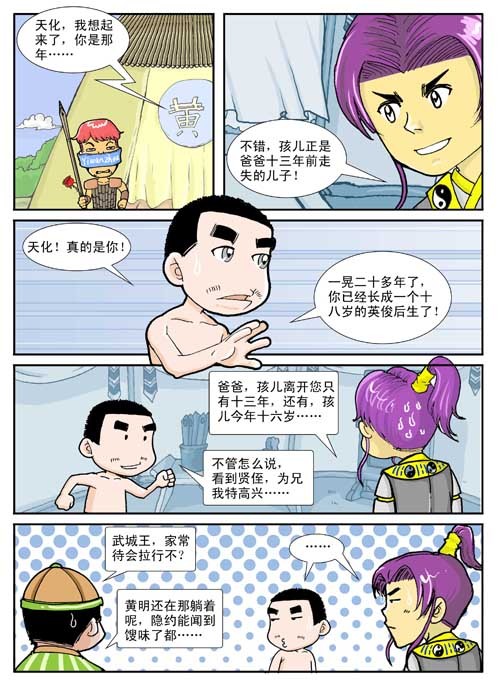 天化，我想起
来了，你是那
年……
黄
Yiwanzhou
不错，孩儿正是
爸爸十三年前走
失的儿子！
天化！真的是你！
一晃二十多年了，
你已经长成一个十
八岁的英俊后生了！
爸爸，孩儿离开您只
有十三年，还有，孩
儿今年十六岁……
不管怎么说，
看到贤侄，为兄
我特高兴……
武城王，家常
待会拉行不？
……
黄明还在那躺着
呢，隐约能闻到
馊味了都……